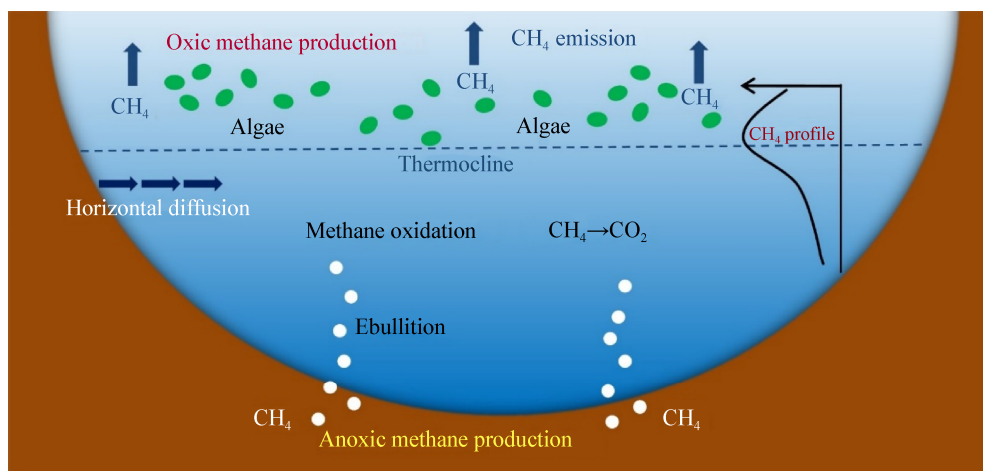 Oxic methane production
CH₄ emission
CH₄
CH₄
CH₄
Algae
Algae
CH₄ profile
Thermocline
Horizontal diffusion
Methane oxidation
CH₄→CO₂
Ebullition
CH₄
CH₄
Anoxic methane production